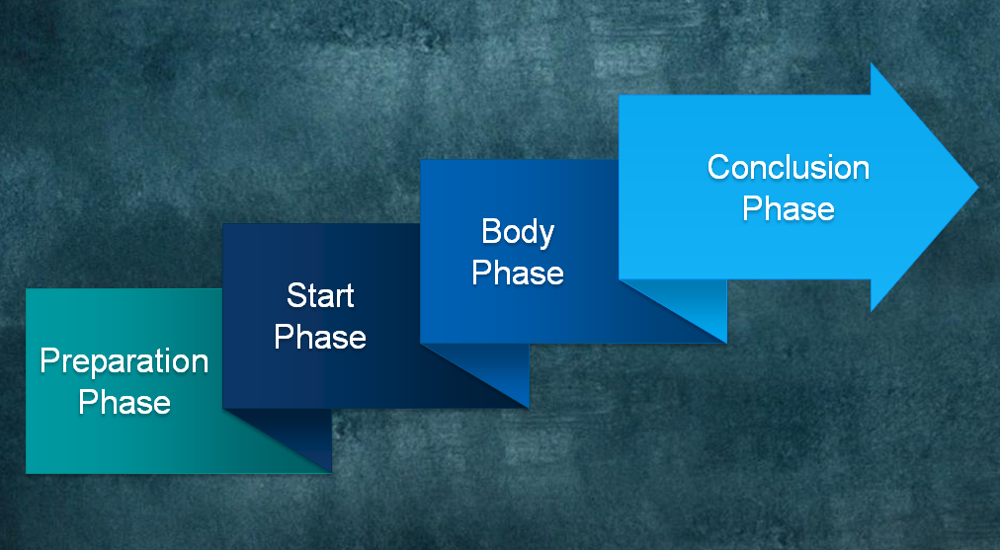 Preparation
Phase
Start
Phase
Body
Phase
Conclusion
Phase